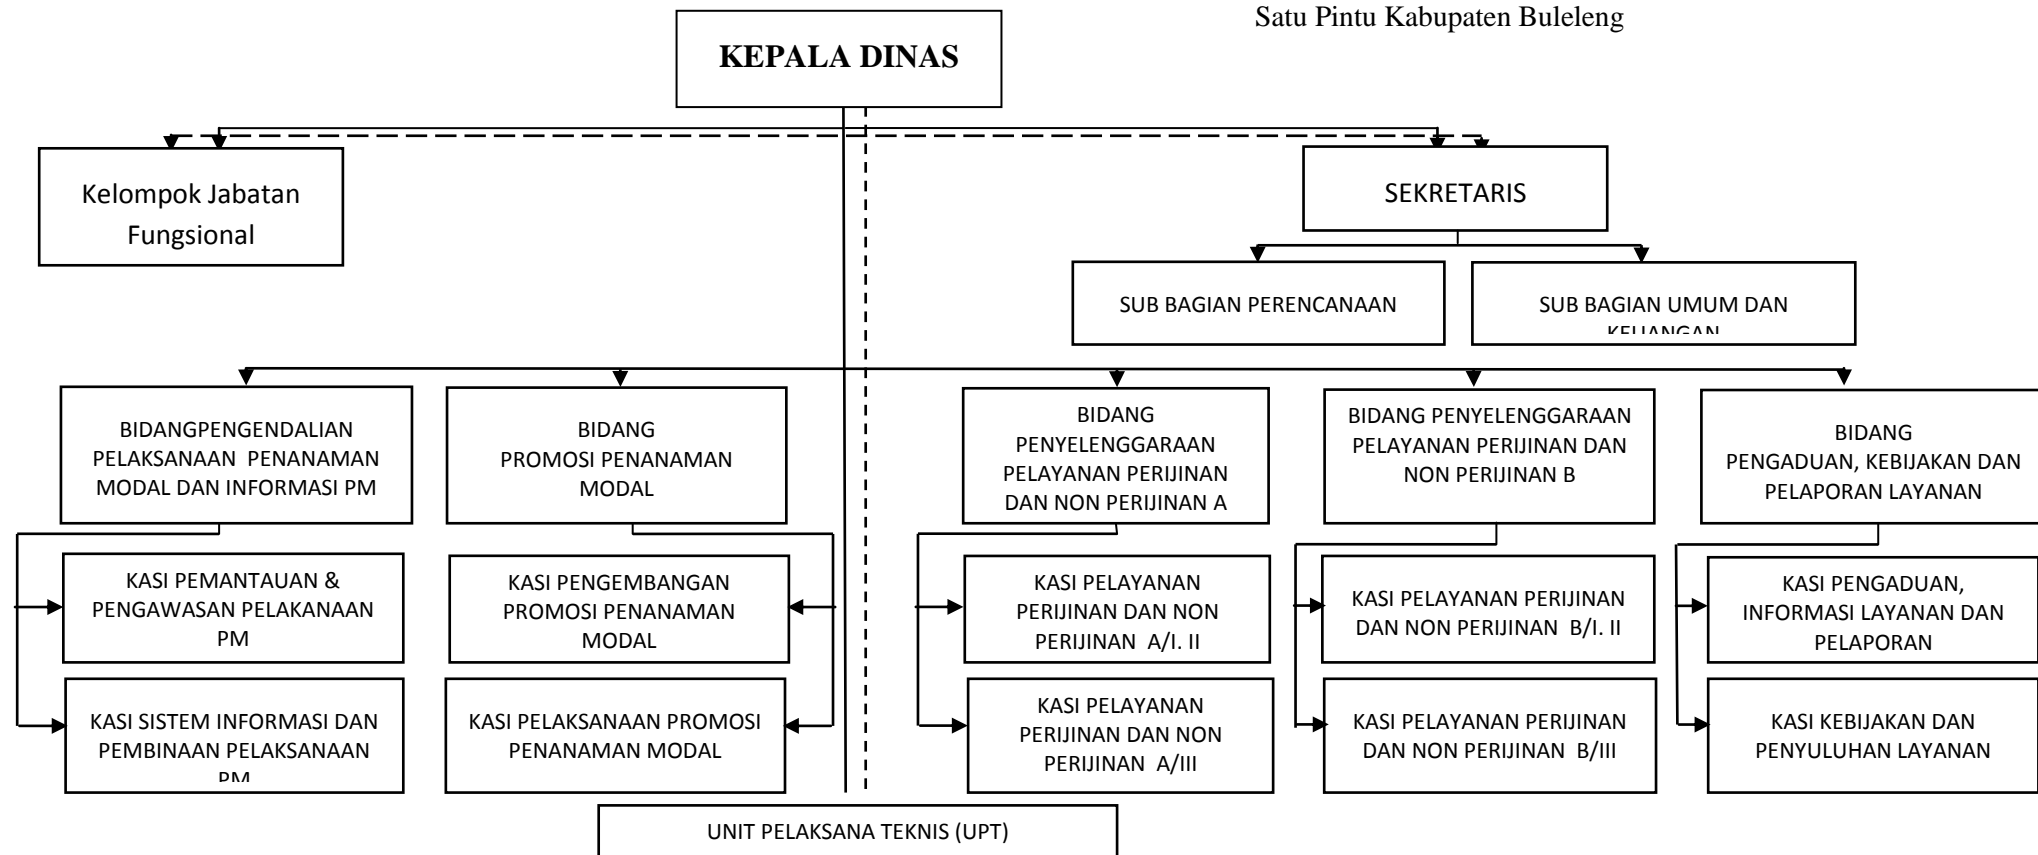 Satu Pintu Kabupaten Buleleng
KEPALA DINAS
Kelompok Jabatan
Fungsional
SEKRETARIS
SUB BAGIAN PERENCANAAN
SUB BAGIAN UMUM DAN
KEUANGAN
BIDANGPENGENDALIAN
PELAKSANAAN PENANAMAN
MODAL DAN INFORMASI PM
BIDANG
PROMOSI PENANAMAN
MODAL
BIDANG
PENYELENGGARAAN
PELAYANAN PERIJINAN
DAN NON PERIJINAN A
BIDANG PENYELENGGARAAN
PELAYANAN PERIJINAN DAN
NON PERIJINAN B
BIDANG
PENGADUAN, KEBIJAKAN DAN
PELAPORAN LAYANAN
KASI PEMANTAUAN &
PENGAWASAN PELAKANAAN
PM
KASI PENGEMBANGAN
PROMOSI PENANAMAN
MODAL
KASI PELAYANAN
PERIJINAN DAN NON
PERIJINAN A/I. II
KASI PELAYANAN PERIJINAN
DAN NON PERIJINAN B/I. II
KASI PENGADUAN,
INFORMASI LAYANAN DAN
PELAPORAN
KASI SISTEM INFORMASI DAN
PEMBINAAN PELAKSANAAN
PM
KASI PELAKSANAAN PROMOSI
PENANAMAN MODAL
KASI PELAYANAN
PERIJINAN DAN NON
PERIJINAN A/III
KASI PELAYANAN PERIJINAN
DAN NON PERIJINAN B/III
KASI KEBIJAKAN DAN
PENYULUHAN LAYANAN
UNIT PELAKSANA TEKNIS (UPT)